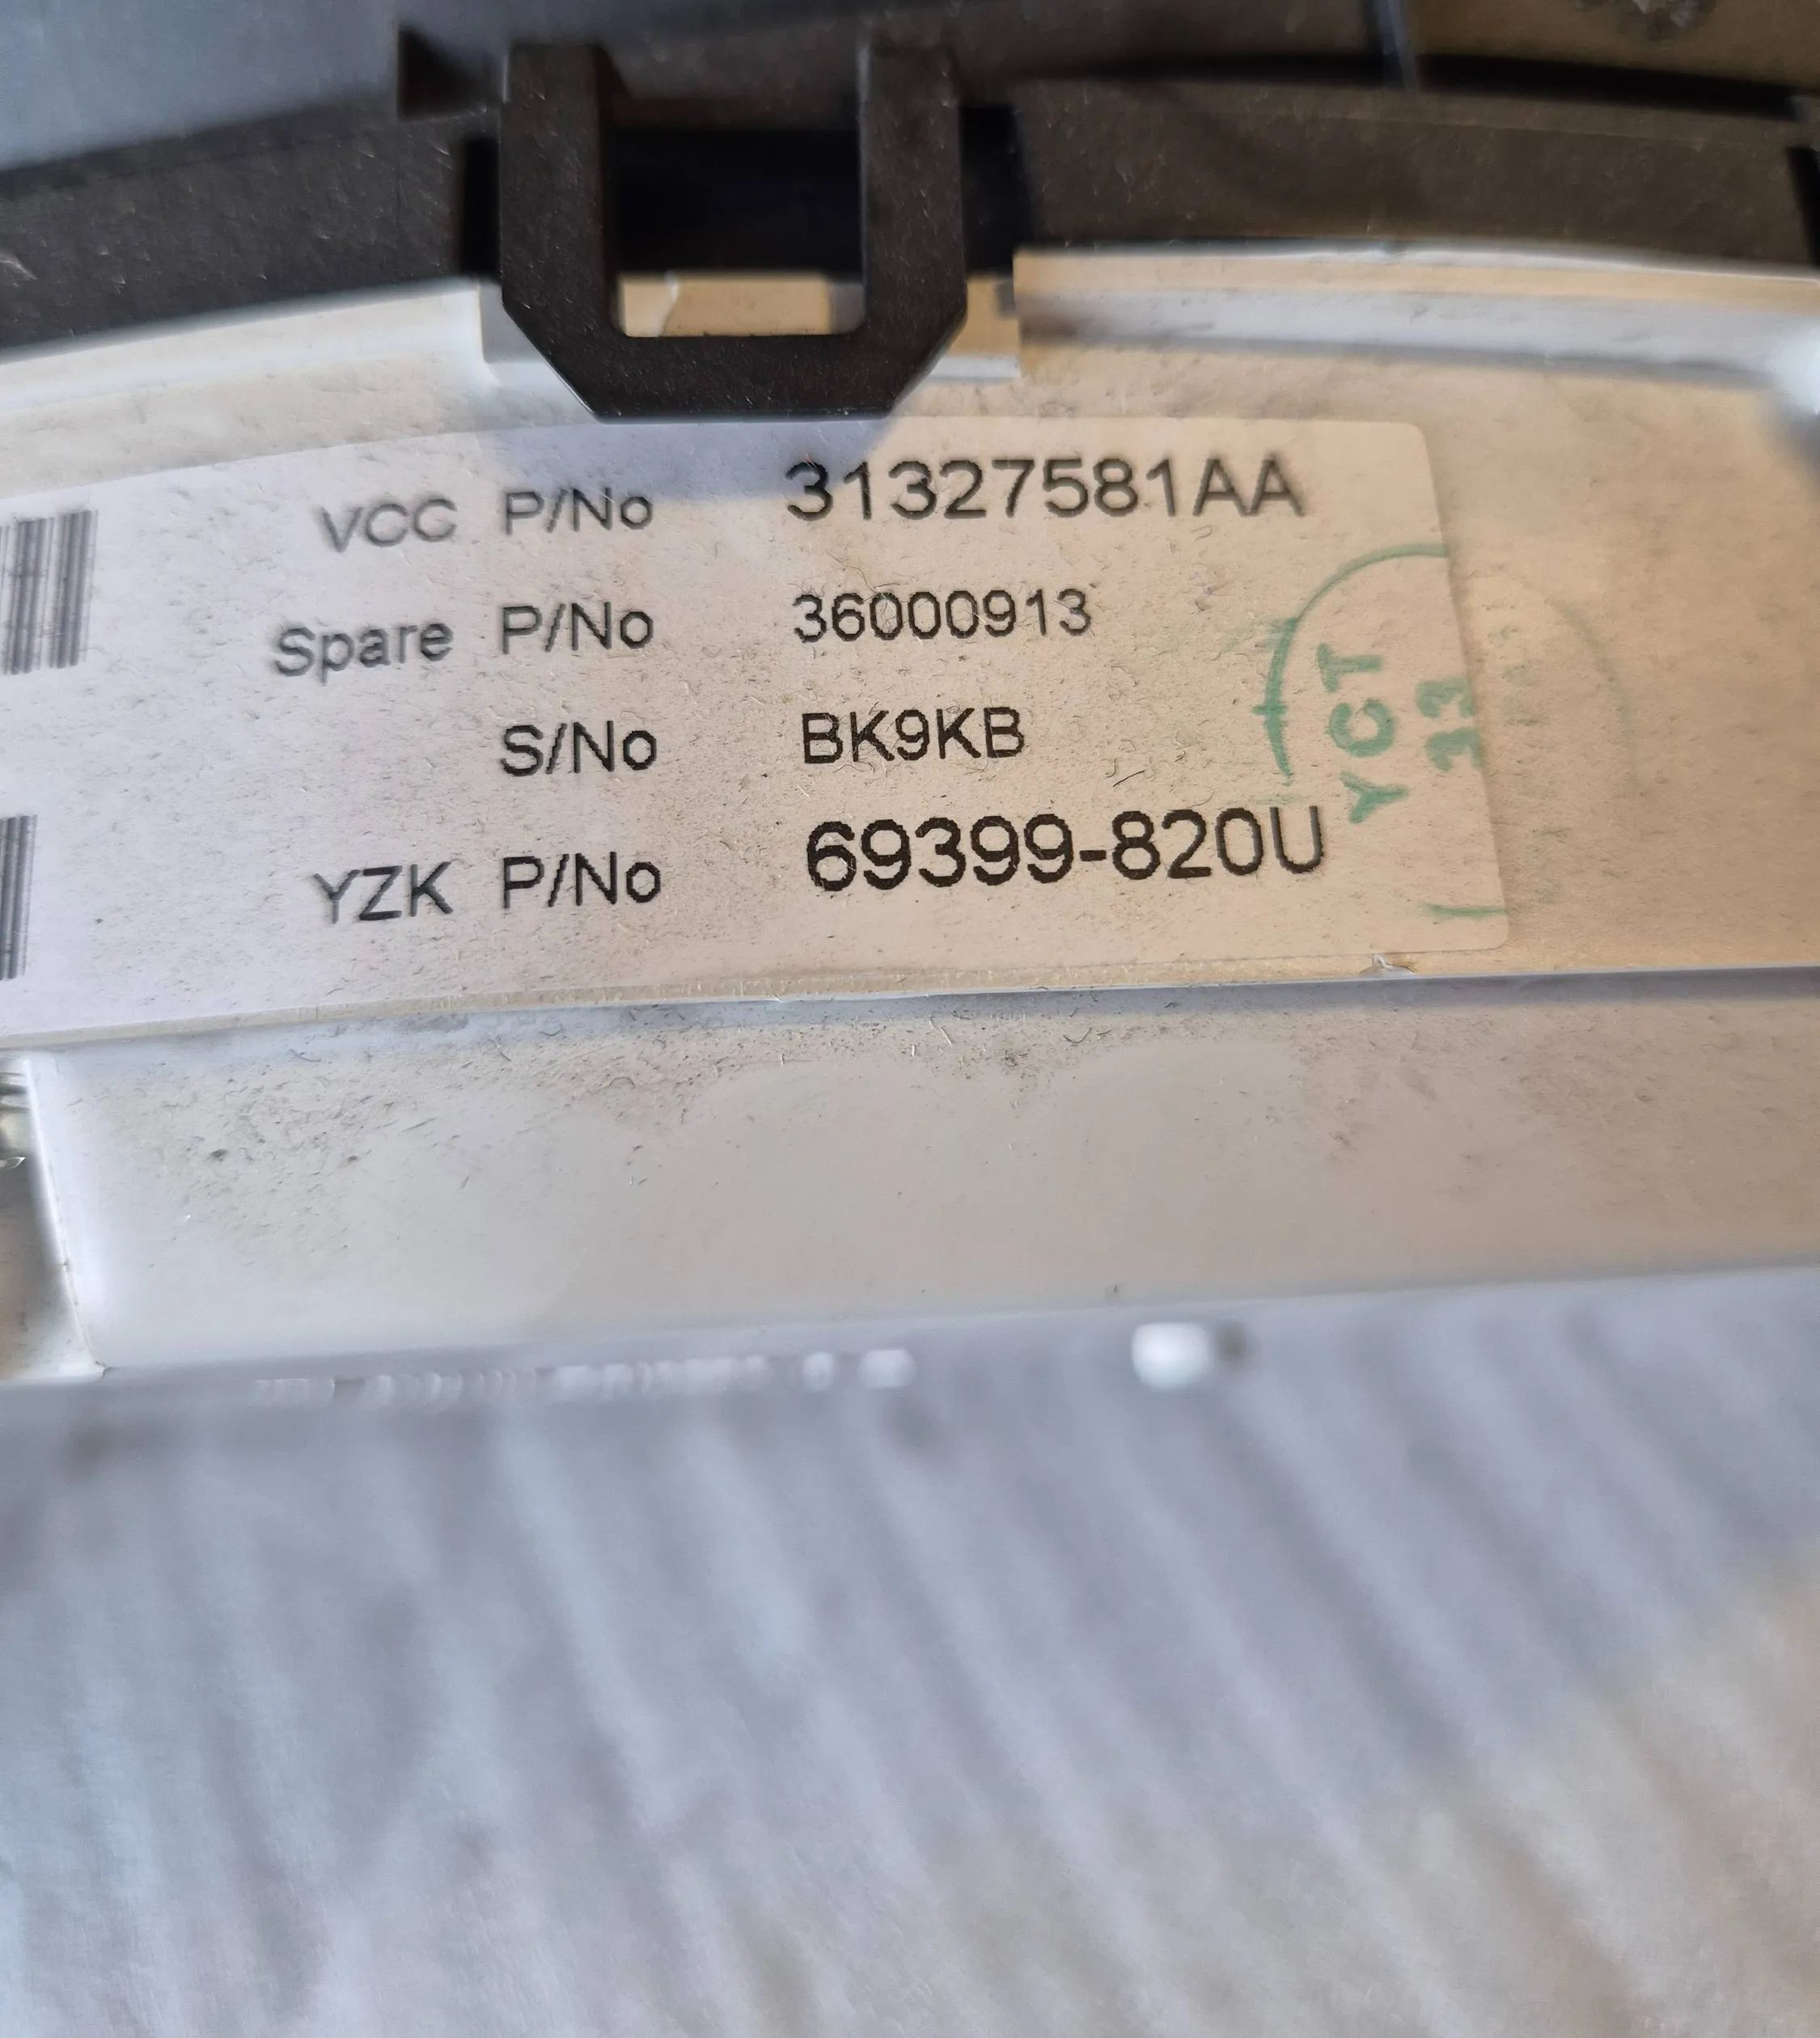 VCC P/No 31327581AA
Spare P/No 36000913
S/No BK9KB
YZK P/No 69399-820U
YCT
33